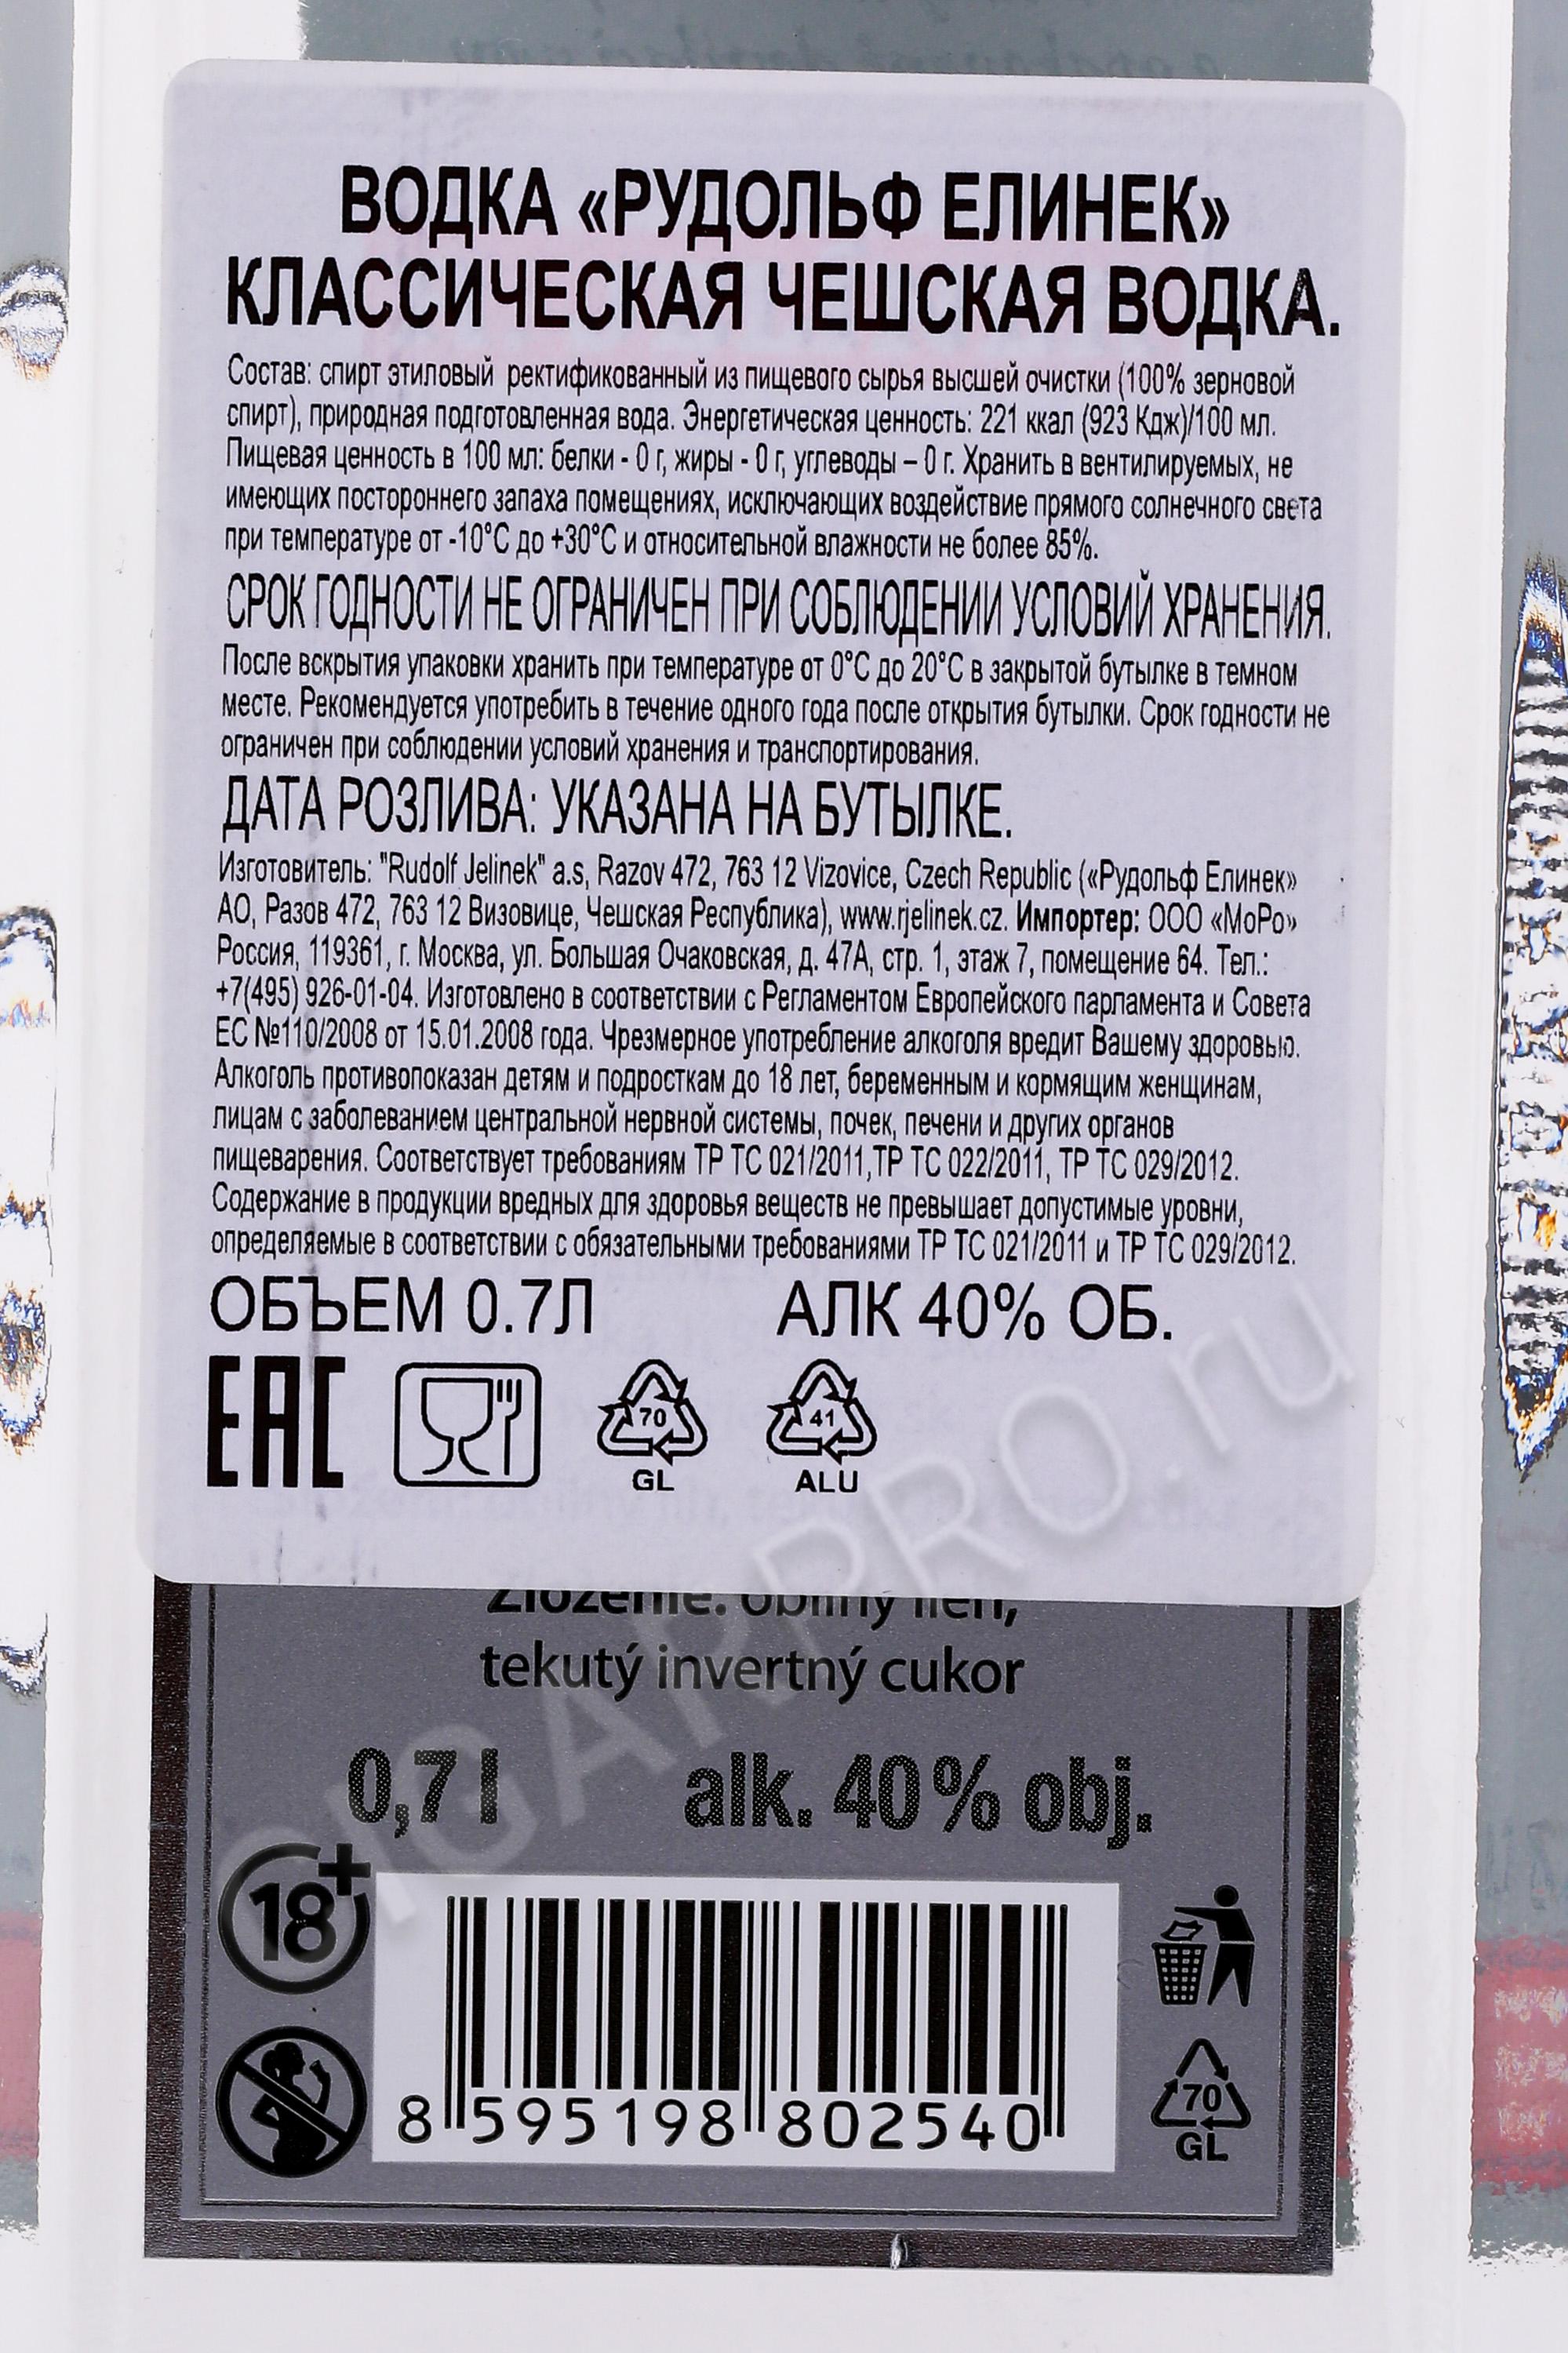 ВОДКА «РУДОЛЬФ ЕЛИНЕК»
КЛАССИЧЕСКАЯ ЧЕШСКАЯ ВОДКА.
Состав: спирт этиловый ректификованный из пищевого сырья высшей очистки (100% зерновой
спирт), природная подготовленная вода. Энергетическая ценность: 221 ккал (923 Кдж)/100 мл.
Пищевая ценность в 100 мл: белки - 0 г, жиры - 0 г, углеводы – 0 г. Хранить в вентилируемых, не
имеющих постороннего запаха помещениях, исключающих воздействие прямого солнечного света
при температуре от -10°С до +30°С и относительной влажности не более 85%.
СРОК ГОДНОСТИ НЕ ОГРАНИЧЕН ПРИ СОБЛЮДЕНИИ УСЛОВИЙ ХРАНЕНИЯ.
После вскрытия упаковки хранить при температуре от 0°С до 20°С в закрытой бутылке в темном
месте. Рекомендуется употребить в течение одного года после открытия бутылки. Срок годности не
ограничен при соблюдении условий хранения и транспортирования.
ДАТА РОЗЛИВА: УКАЗАНА НА БУТЫЛКЕ.
Изготовитель: "Rudolf Jelinek" a.s, Razov 472, 763 12 Vizovice, Czech Republic («Рудольф Елинек»
АО, Разов 472, 763 12 Визовице, Чешская Республика), www.rjelinek.cz. Импортер: ООО «МоРо»
Россия, 119361, г. Москва, ул. Большая Очаковская, д. 47А, стр. 1, этаж 7, помещение 64. Тел.:
+7(495) 926-01-04. Изготовлено в соответствии с Регламентом Европейского парламента и Совета
ЕС №110/2008 от 15.01.2008 года. Чрезмерное употребление алкоголя вредит Вашему здоровью.
Алкоголь противопоказан детям и подросткам до 18 лет, беременным и кормящим женщинам,
лицам с заболеванием центральной нервной системы, почек, печени и других органов
пищеварения. Соответствует требованиям ТР ТС 021/2011,ТР ТС 022/2011, ТР ТС 029/2012.
Содержание в продукции вредных для здоровья веществ не превышает допустимые уровни,
определяемые в соответствии с обязательными требованиями ТР ТС 021/2011 и ТР ТС 029/2012.
ОБЪЕМ 0.7Л АЛК 40% ОБ.
ЕАС 70 41
GL ALU
Zloženie: obilný lieh,
tekutý invertný cukor
0,7 l alk. 40% obj.
18+
8 595198 802540
70
GL
CIGARPRO.ru